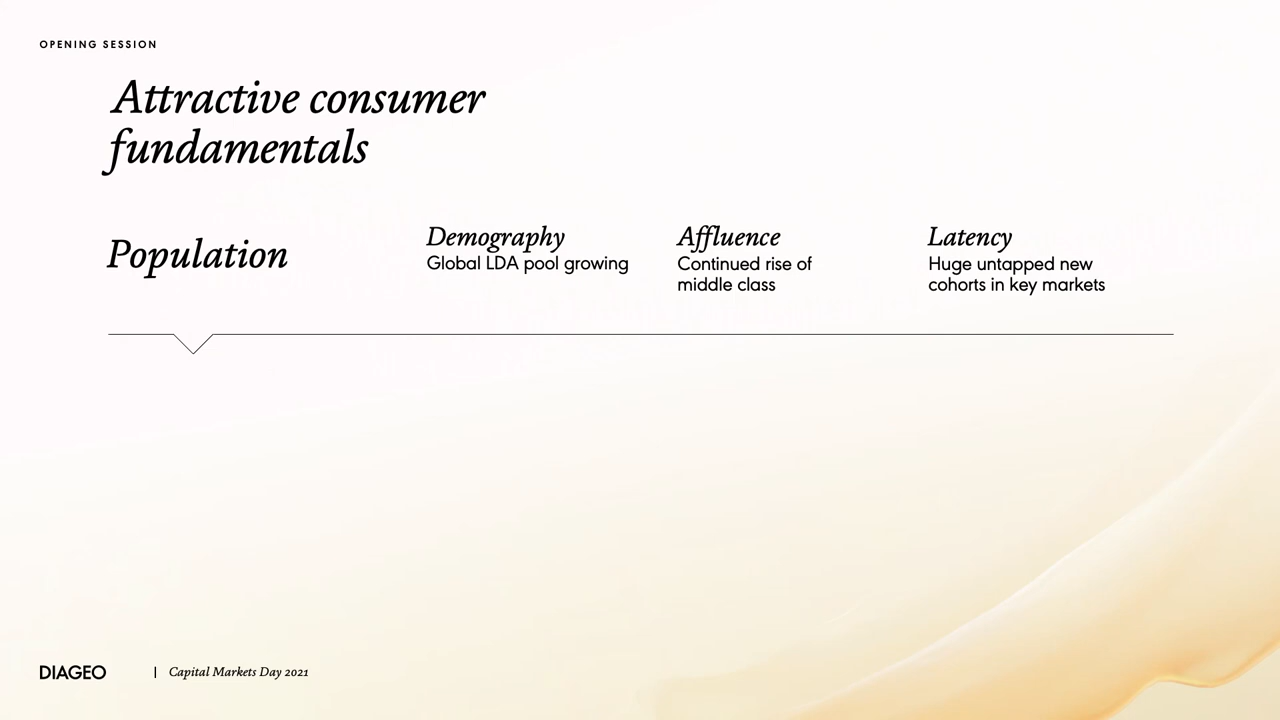 OPENING SESSION
Attractive consumer
fundamentals
Population
Demography
Global LDA pool growing
Affluence
Continued rise of
middle class
Latency
Huge untapped new
cohorts in key markets
DIAGEO | Capital Markets Day 2021